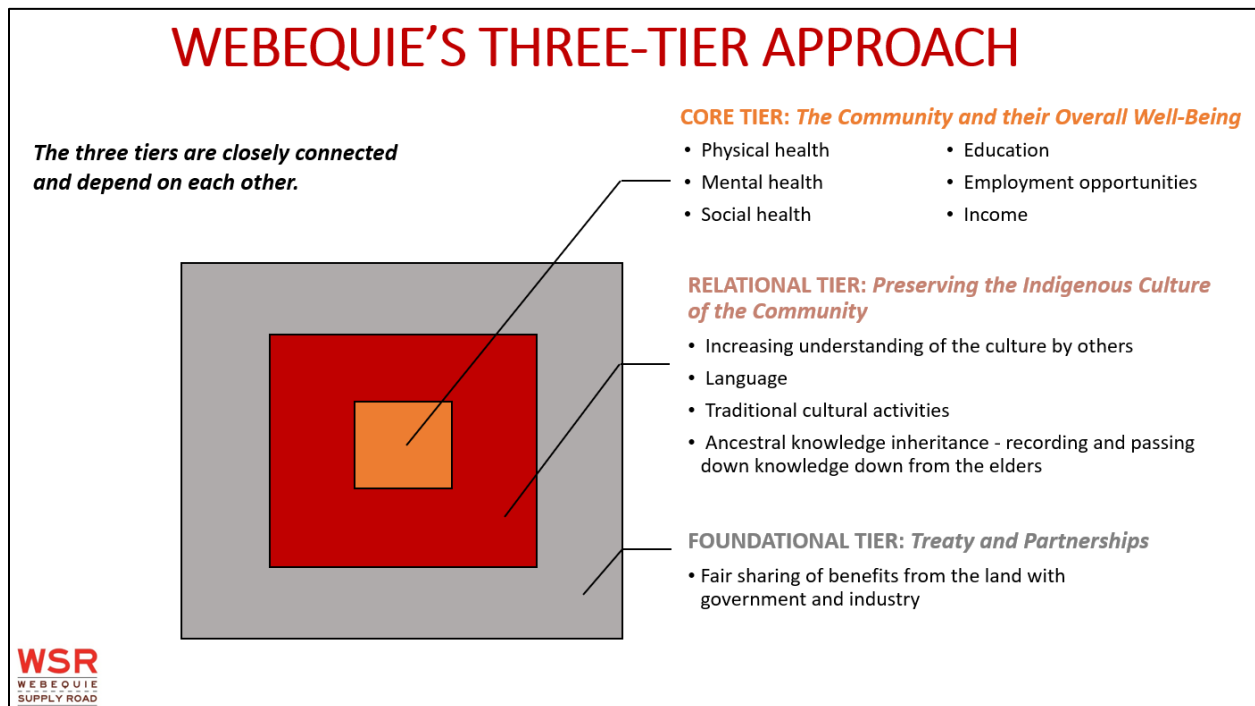 WEBEQUIE'S THREE-TIER APPROACH
The three tiers are closely connected
and depend on each other.
CORE TIER: The Community and their Overall Well-Being
• Physical health
• Mental health
• Social health
• Education
• Employment opportunities
• Income
RELATIONAL TIER: Preserving the Indigenous Culture
of the Community
• Increasing understanding of the culture by others
• Language
• Traditional cultural activities
• Ancestral knowledge inheritance - recording and passing
down knowledge down from the elders
FOUNDATIONAL TIER: Treaty and Partnerships
• Fair sharing of benefits from the land with
government and industry
WSR
WEBEQUIE
SUPPLY ROAD